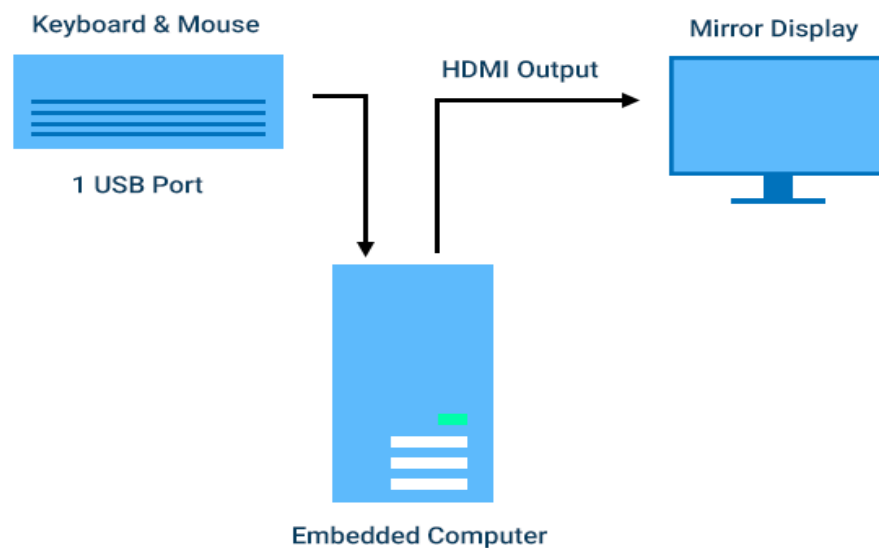 Keyboard & Mouse
1 USB Port
HDMI Output
Mirror Display
Embedded Computer